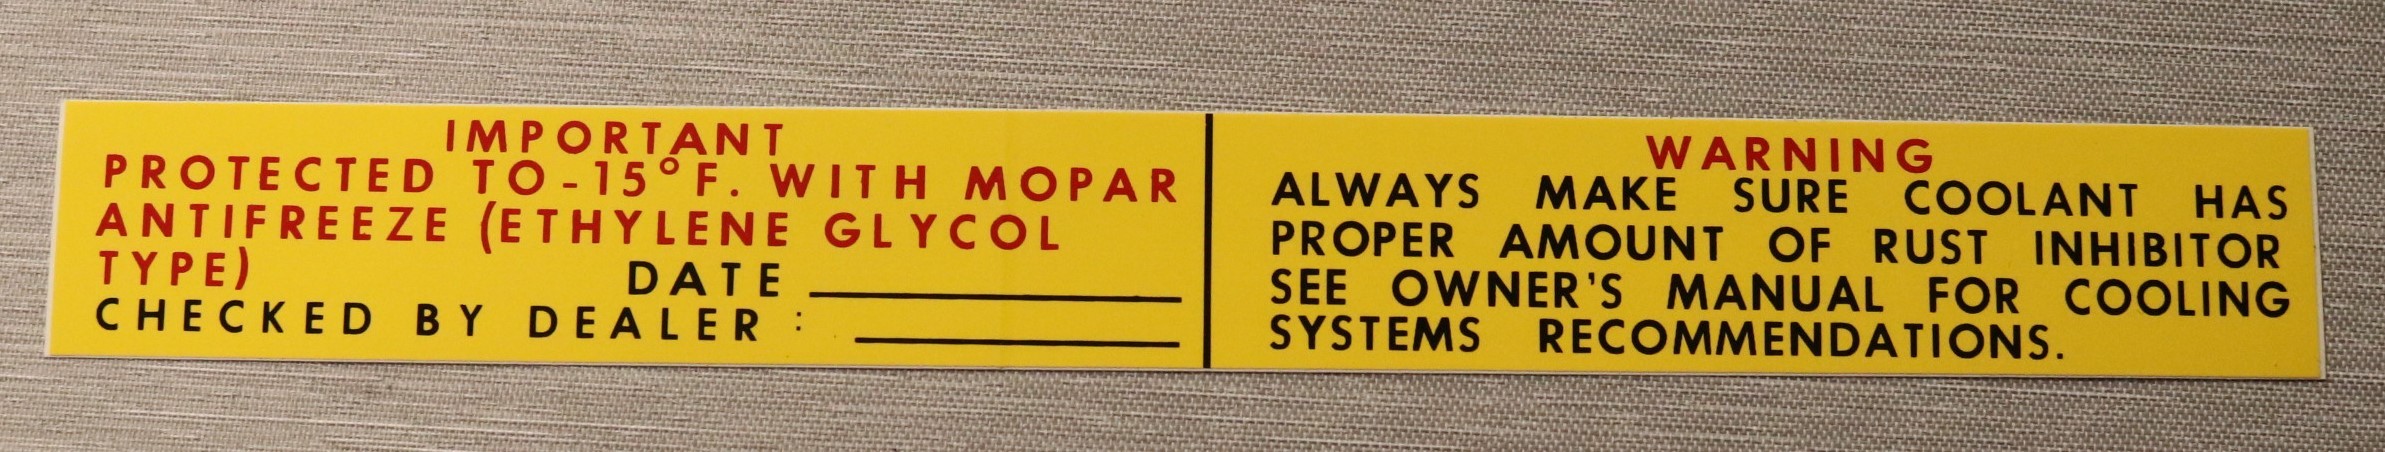 IMPORTANT
PROTECTED TO-15°F. WITH MOPAR
ANTIFREEZE (ETHYLENE GLYCOL
TYPE) DATE
CHECKED BY DEALER :
WARNING
ALWAYS MAKE SURE COOLANT HAS
PROPER AMOUNT OF RUST INHIBITOR
SEE OWNER'S MANUAL FOR COOLING
SYSTEMS RECOMMENDATIONS.